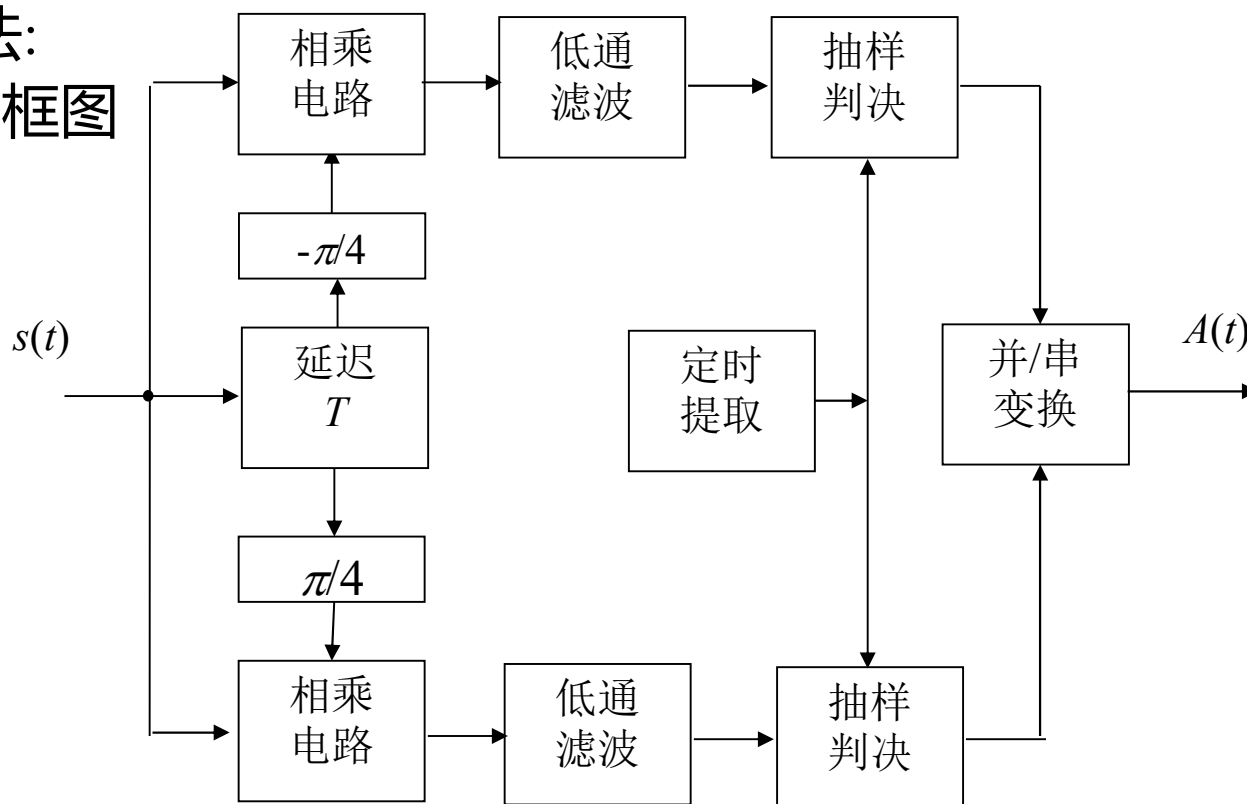 法:
框图
相乘
电路
低通
滤波
抽样
判决
-π/4
s(t)
延迟
T
定时
提取
并/串
变换
A(t)
π/4
相乘
电路
低通
滤波
抽样
判决